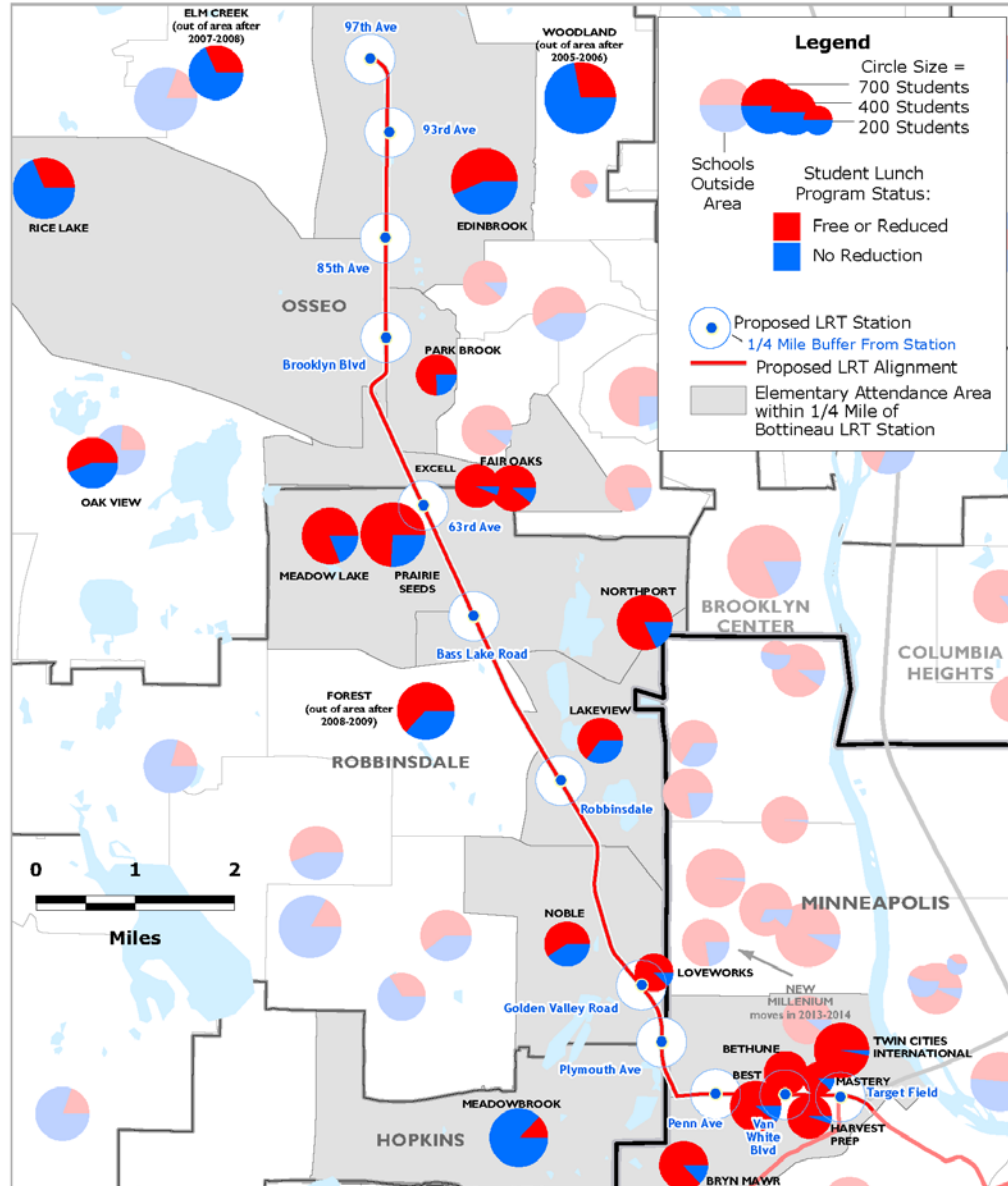 ELM CREEK
(out of area after
2007-2008)
97th Ave
WOODLAND
(out of area after
2005-2006)
93rd Ave
RICE LAKE
EDINBROOK
85th Ave
OSSEO
Brooklyn Blvd
PARK BROOK
OAK VIEW
EXCELL
FAIR OAKS
63rd Ave
MEADOW LAKE
PRAIRIE
SEEDS
NORTHPORT
BROOKLYN
CENTER
Bass Lake Road
COLUMBIA
HEIGHTS
FOREST
(out of area after
2008-2009)
LAKEVIEW
ROBBINSDALE
Robbinsdale
0 1 2
Miles
MINNEAPOLIS
NOBLE
LOVEWORKS
NEW
MILLENIUM
moves in 2013-2014
Golden Valley Road
Plymouth Ave
BETHUNE
TWIN CITIES
INTERNATIONAL
BEST
MASTERY
Target Field
MEADOWBROOK
Penn Ave
Van
White
Blvd
HARVEST
PREP
HOPKINS
BRYN MAWR
Legend
Circle Size =
700 Students
400 Students
200 Students
Schools
Outside
Area
Student Lunch
Program Status:
Free or Reduced
No Reduction
Proposed LRT Station
1/4 Mile Buffer From Station
Proposed LRT Alignment
Elementary Attendance Area
within 1/4 Mile of
Bottineau LRT Station